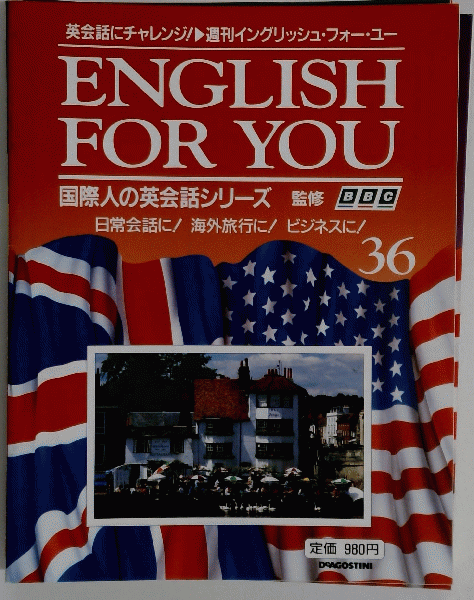 英会話にチャレンジ!▶週刊イングリッシュ・フォー・ユー
ENGLISH
FOR YOU
国際人の英会話シリーズ 監修 BBC
日常会話に! 海外旅行に! ビジネスに!
36
定価 980円
DEAGOSTINI